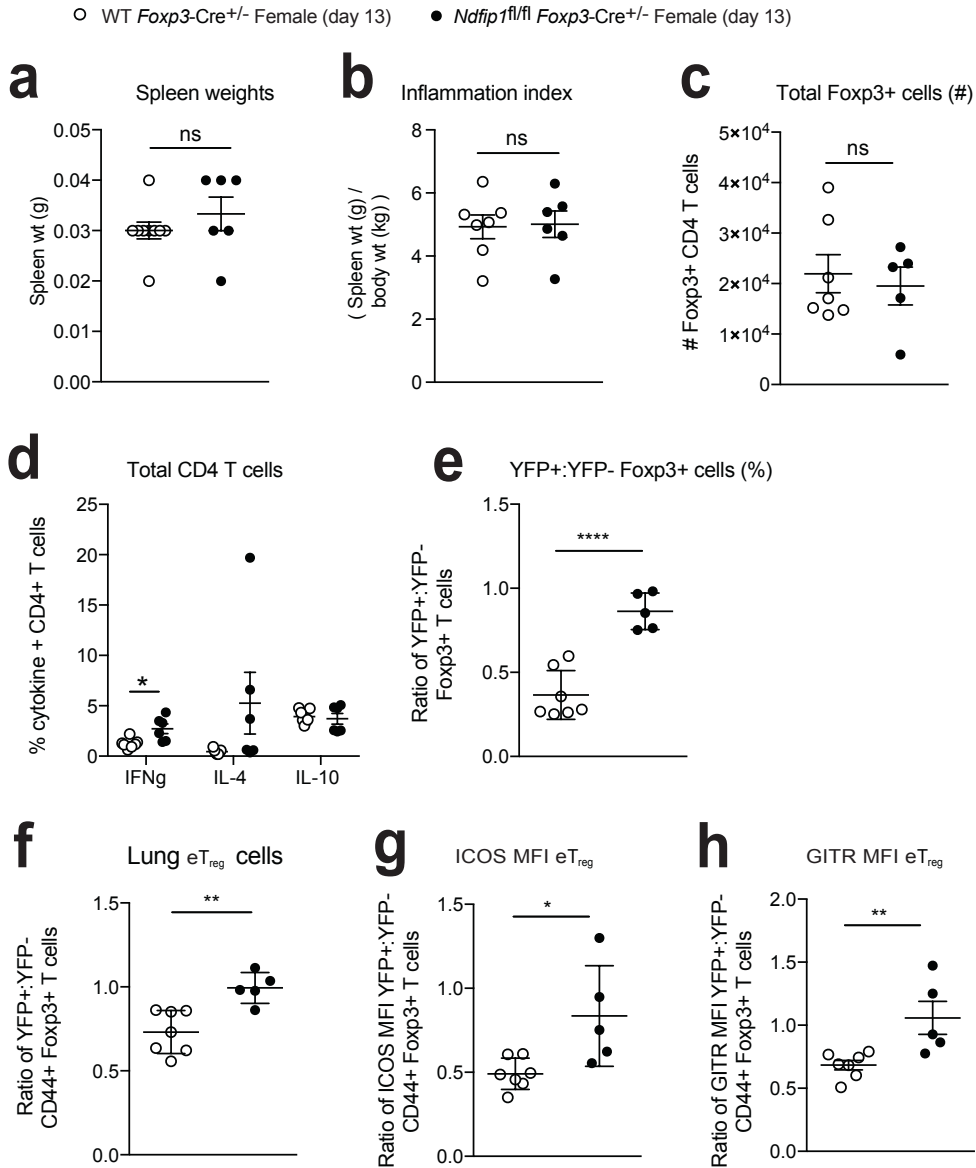 WT Foxp3-Cre+/- Female (day 13)
Ndfip1fl/fl Foxp3-Cre+/- Female (day 13)
a
Spleen weights
ns
Spleen wt (g)
0.05
0.04
0.03
0.02
0.01
0.00
b
Inflammation index
ns
( Spleen wt (g) /
body wt (kg) )
8
6
4
2
0
c
Total Foxp3+ cells (#)
ns
# Foxp3+ CD4 T cells
5×10⁴
4×10⁴
3×10⁴
2×10⁴
1×10⁴
0
d
Total CD4 T cells
% cytokine + CD4+ T cells
25
20
15
10
5
0
*
IFNg IL-4 IL-10
e
YFP+:YFP- Foxp3+ cells (%)
****
Ratio of YFP+:YFP-
Foxp3+ T cells
1.5
1.0
0.5
0.0
f
Lung eTreg cells
**
Ratio of YFP+:YFP-
CD44+ Foxp3+ T cells
1.5
1.0
0.5
0.0
g
ICOS MFI eTreg
*
Ratio of ICOS MFI YFP+:YFP-
CD44+ Foxp3+ T cells
1.5
1.0
0.5
0.0
h
GITR MFI eTreg
**
Ratio of GITR MFI YFP+:YFP-
CD44+ Foxp3+ T cells
2.0
1.5
1.0
0.5
0.0